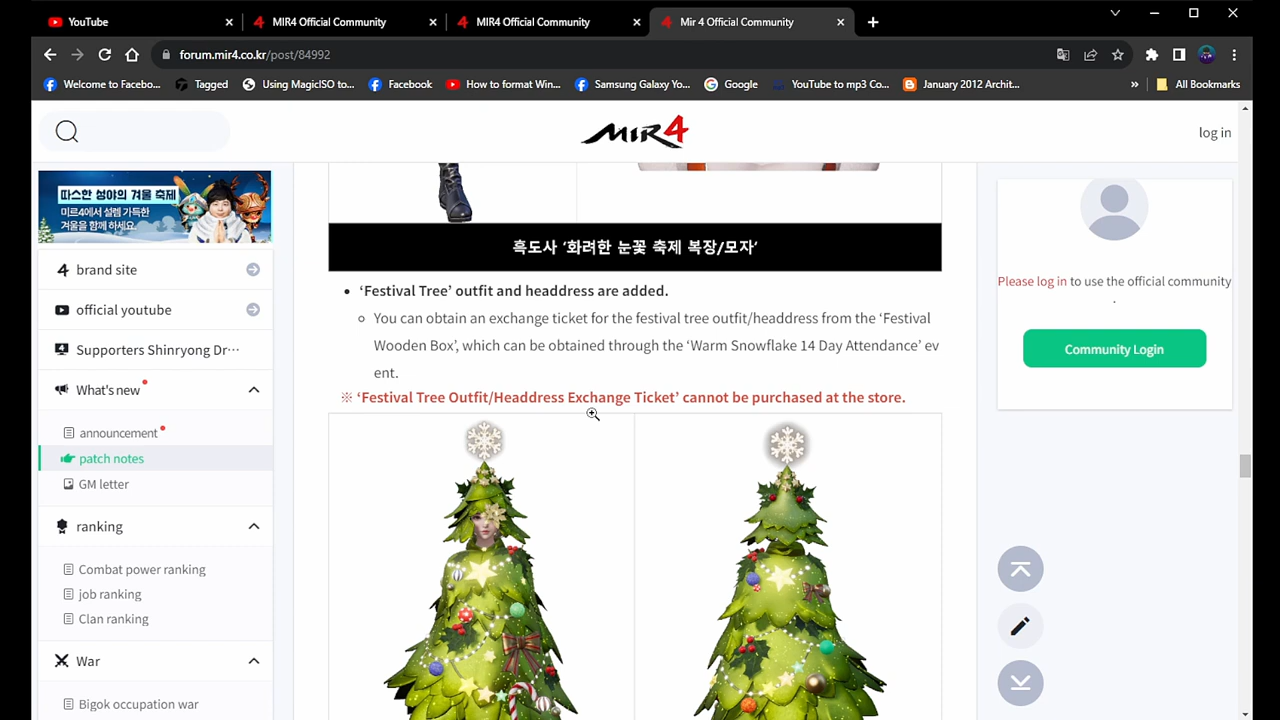 YouTube
MIR4 Official Community
MIR4 Official Community
Mir 4 Official Community
forum.mir4.co.kr/post/84992
Welcome to Facebo...
Tagged
Using MagicISO to...
Facebook
How to format Win...
Samsung Galaxy Yo...
Google
YouTube to mp3 Co...
January 2012 Archit...
»
All Bookmarks
MIR4
log in
따스한 성야의 겨울 축제
미르4에서 설렘 가득한
겨울을 함께 하세요.
4 brand site
official youtube
Supporters Shinryong Dr···
What's new
announcement
patch notes
GM letter
ranking
Combat power ranking
job ranking
Clan ranking
War
Bigok occupation war
흑도사 ‘화려한 눈꽃 축제 복장/모자’
• ‘Festival Tree’ outfit and headdress are added.
You can obtain an exchange ticket for the festival tree outfit/headdress from the ‘Festival
Wooden Box’, which can be obtained through the ‘Warm Snowflake 14 Day Attendance’ ev
ent.
※ ‘Festival Tree Outfit/Headdress Exchange Ticket’ cannot be purchased at the store.
Please log in to use the official community
.
Community Login